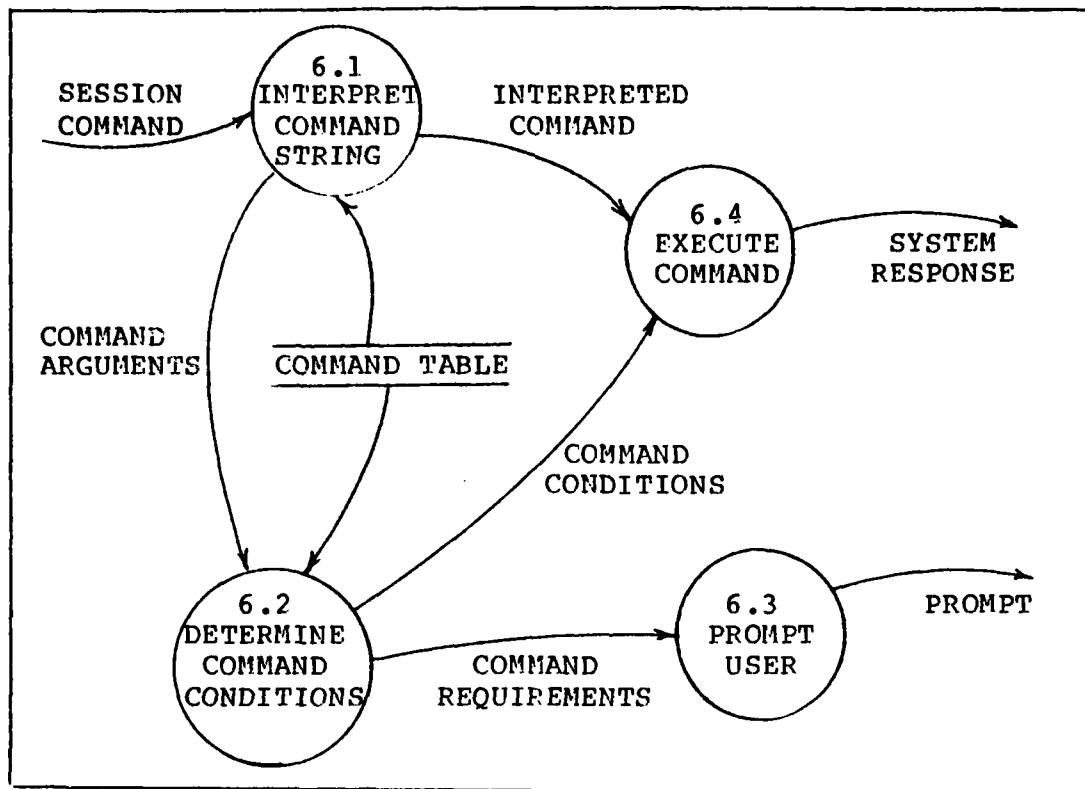 SESSION
COMMAND
6.1
INTERPRET
COMMAND
STRING
INTERPRETED
COMMAND
6.4
EXECUTE
COMMAND
SYSTEM
RESPONSE
COMMAND
ARGUMENTS
COMMAND TABLE
COMMAND
CONDITIONS
6.2
DETERMINE
COMMAND
CONDITIONS
COMMAND
REQUIREMENTS
6.3
PROMPT
USER
PROMPT